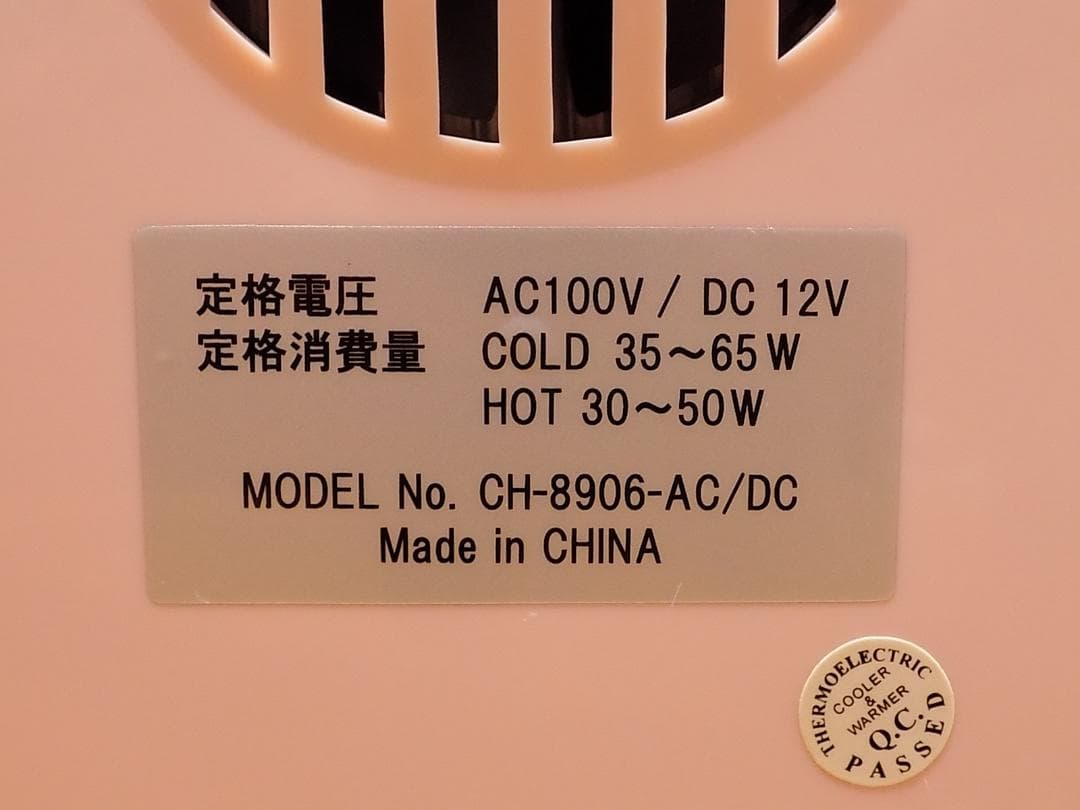 定格電圧 AC100V / DC 12V
定格消費量 COLD 35～65W
HOT 30～50W
MODEL No. CH-8906-AC/DC
Made in CHINA
THERMOELECTRIC
COOLER
&
WARMER
Q.C.
PASSED